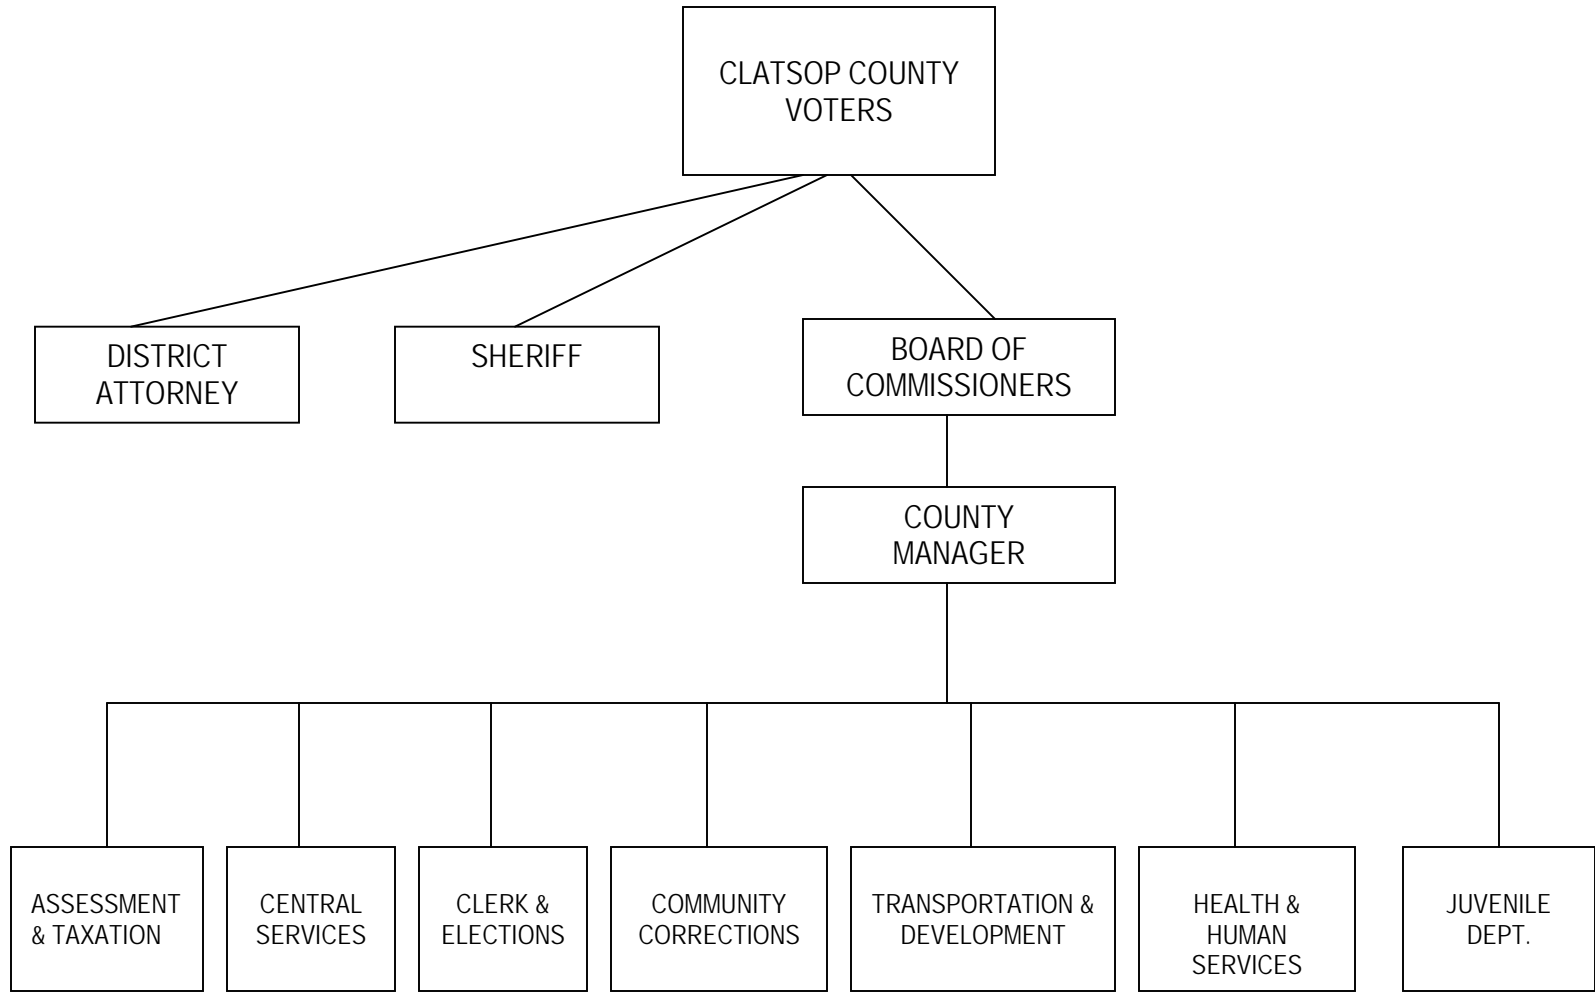 CLATSOP COUNTY
VOTERS
DISTRICT
ATTORNEY
SHERIFF
BOARD OF
COMMISSIONERS
COUNTY
MANAGER
ASSESSMENT
& TAXATION
CENTRAL
SERVICES
CLERK &
ELECTIONS
COMMUNITY
CORRECTIONS
TRANSPORTATION &
DEVELOPMENT
HEALTH &
HUMAN
SERVICES
JUVENILE
DEPT.